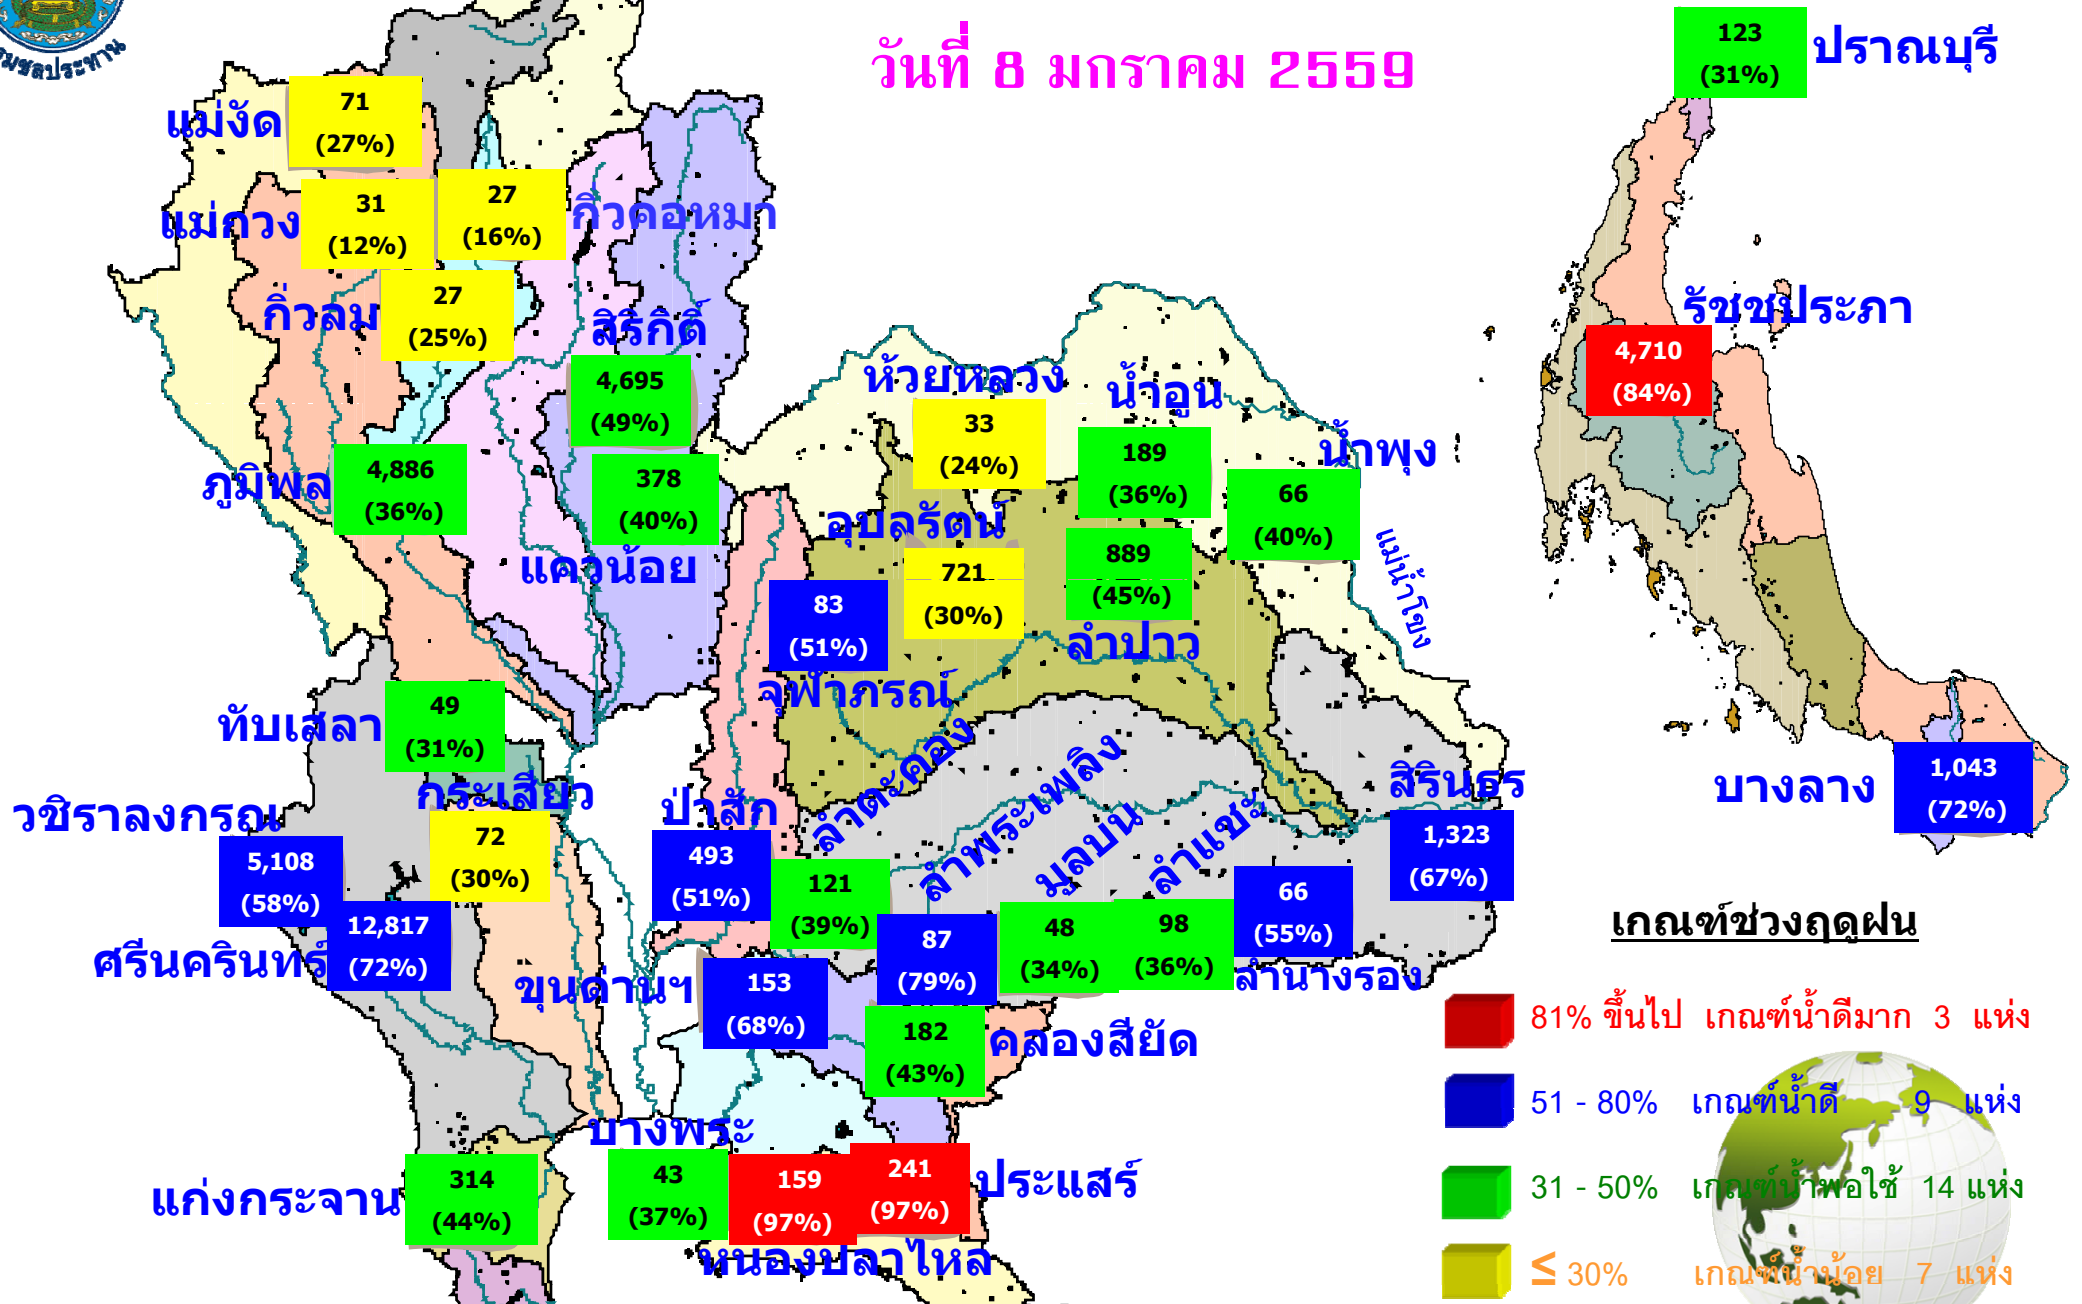 กรมชลประทาน
วันที่ 8 มกราคม 2559
123
(31%)
ปราณบุรี
แม่งัด
71
(27%)
แม่กวง
31
(12%)
27
(16%)
กิ่วคอหมา
กิ่วลม
27
(25%)
สิริกิติ์
4,695
(49%)
รัชชประภา
4,710
(84%)
ห้วยหลวง
33
(24%)
น้ำอูน
189
(36%)
น้ำพุง
66
(40%)
ภูมิพล
4,886
(36%)
378
(40%)
แควน้อย
อุบลรัตน์
721
(30%)
889
(45%)
ลำปาว
แม่น้ำโขง
83
(51%)
จุฬาภรณ์
ทับเสลา
49
(31%)
กระเสียว
72
(30%)
วชิราลงกรณ
5,108
(58%)
ศรีนครินทร์
12,817
(72%)
ป่าสัก
493
(51%)
ลำตะคอง
121
(39%)
ลำพระเพลิง
87
(79%)
มูลบน
48
(34%)
ลำแชะ
98
(36%)
66
(55%)
ลำนางรอง
สิรินธร
1,323
(67%)
บางลาง
1,043
(72%)
ขุนด่านฯ
153
(68%)
182
(43%)
คลองสียัด
บางพระ
43
(37%)
159
(97%)
หนองปลาไหล
241
(97%)
ประแสร์
แก่งกระจาน
314
(44%)
เกณฑ์ช่วงฤดูฝน
81% ขึ้นไป เกณฑ์น้ำดีมาก 3 แห่ง
51 - 80% เกณฑ์น้ำดี 9 แห่ง
31 - 50% เกณฑ์น้ำพอใช้ 14 แห่ง
≤ 30% เกณฑ์น้ำน้อย 7 แห่ง